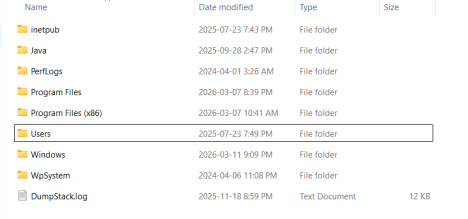 Name Date modified Type Size
inetpub 2025-07-23 7:43 PM File folder
Java 2025-09-28 2:47 PM File folder
PerfLogs 2024-04-01 3:26 AM File folder
Program Files 2026-03-07 8:39 PM File folder
Program Files (x86) 2026-03-07 10:41 AM File folder
Users 2025-07-23 7:49 PM File folder
Windows 2026-03-11 9:09 PM File folder
WpSystem 2024-04-06 11:08 PM File folder
DumpStack.log 2025-11-18 8:59 PM Text Document 12 KB